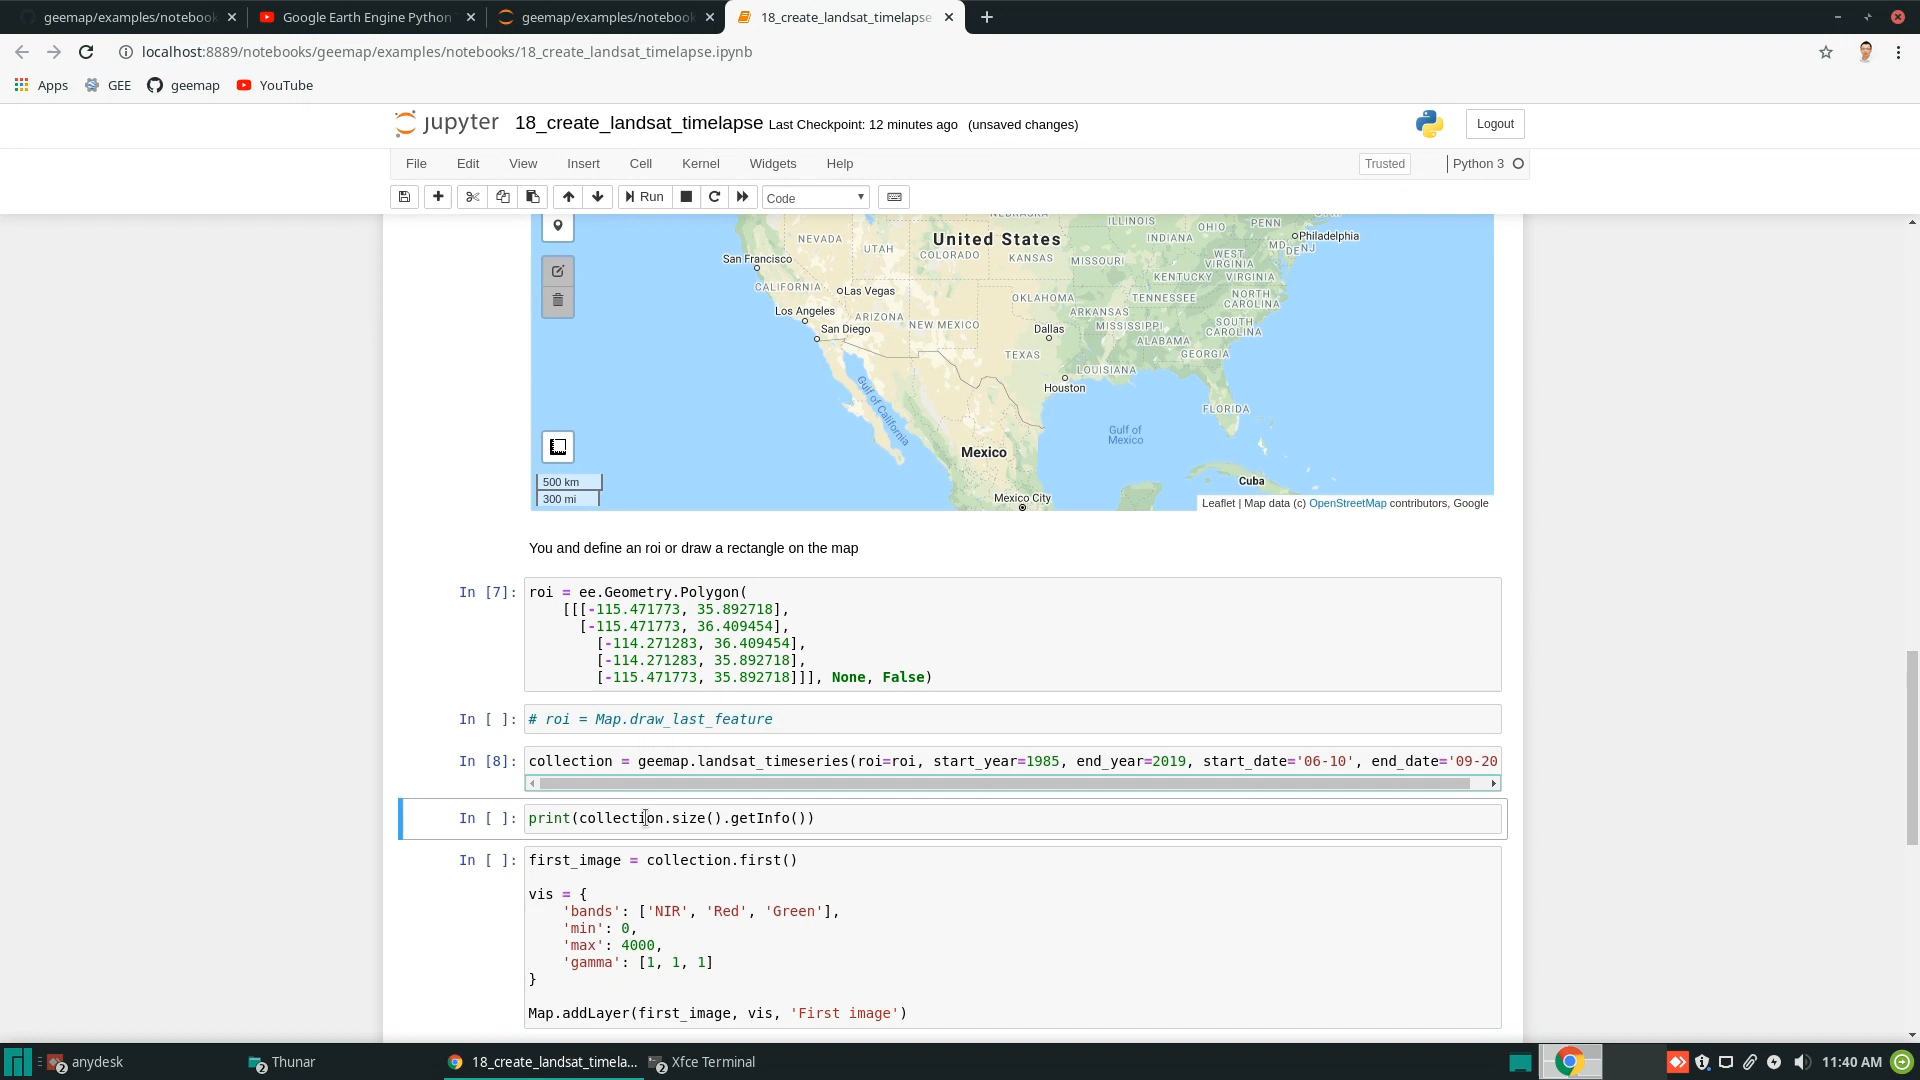 geemap/examples/notebook
Google Earth Engine Python
geemap/examples/notebook
18_create_landsat_timelapse
localhost:8889/notebooks/geemap/examples/notebooks/18_create_landsat_timelapse.ipynb
Apps GEE geemap YouTube
jupyter 18_create_landsat_timelapse Last Checkpoint: 12 minutes ago (unsaved changes) Logout
File Edit View Insert Cell Kernel Widgets Help Trusted Python 3
Run Code
NEBRASKA ILLINOIS OHIO PENN
United States
NEVADA UTAH COLORADO KANSAS MISSOURI INDIANA
Philadelphia
MD DE NJ
WEST VIRGINIA
San Francisco
KENTUCKY VIRGINIA
CALIFORNIA Las Vegas
OKLAHOMA TENNESSEE
NORTH CAROLINA
Los Angeles ARIZONA NEW MEXICO
ARKANSAS
San Diego Dallas MISSISSIPPI
SOUTH CAROLINA
ALABAMA
TEXAS GEORGIA
LOUISIANA
Houston
Gulf of California
FLORIDA
Gulf of Mexico
Mexico
Cuba
500 km
300 mi
Mexico City
Leaflet | Map data (c) OpenStreetMap contributors, Google
You and define an roi or draw a rectangle on the map
In [7]: roi = ee.Geometry.Polygon(
[[[-115.471773, 35.892718],
[-115.471773, 36.409454],
[-114.271283, 36.409454],
[-114.271283, 35.892718],
[-115.471773, 35.892718]]], None, False)
In [ ]: # roi = Map.draw_last_feature
In [8]: collection = geemap.landsat_timeseries(roi=roi, start_year=1985, end_year=2019, start_date='06-10', end_date='09-20
In [ ]: print(collection.size().getInfo())
In [ ]: first_image = collection.first()
vis = {
'bands': ['NIR', 'Red', 'Green'],
'min': 0,
'max': 4000,
'gamma': [1, 1, 1]
}
Map.addLayer(first_image, vis, 'First image')
2 anydesk 2 Thunar 18_create_landsat_timela... 2 Xfce Terminal 11:40 AM